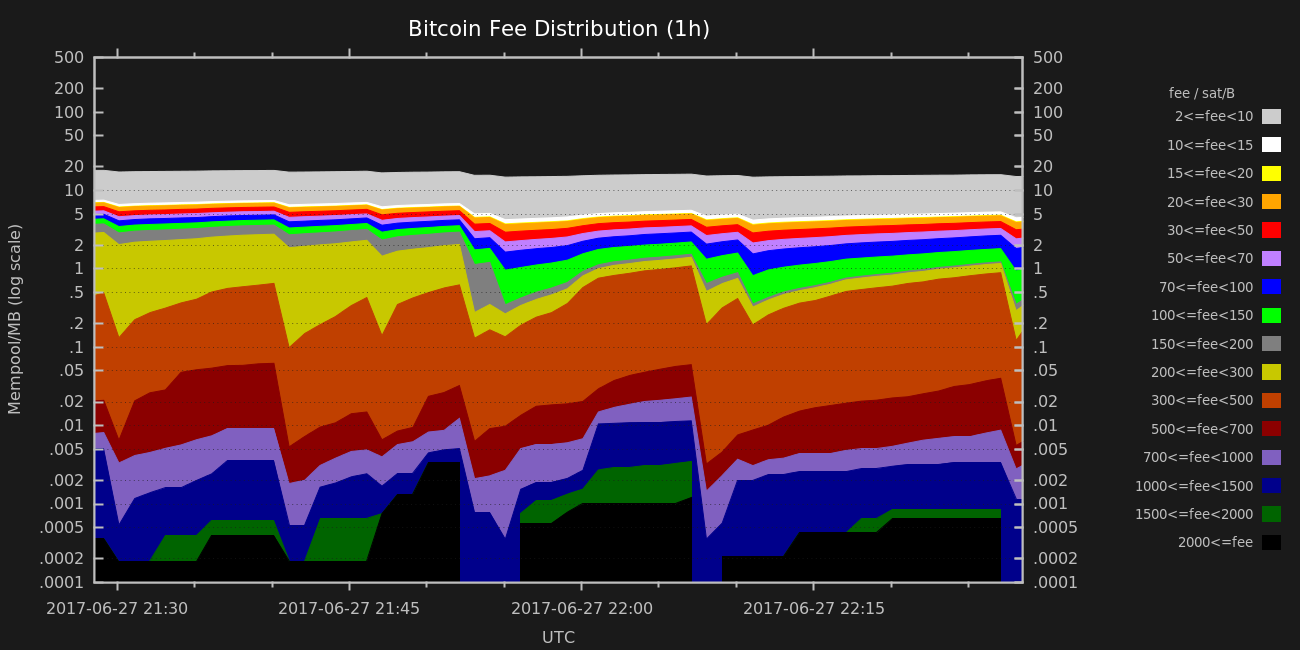 Bitcoin Fee Distribution (1h)
500 500
200 200
100 100
50 50
20 20
10 10
5 5
2 2
1 1
.5 .5
.2 .2
.1 .1
.05 .05
.02 .02
.01 .01
.005 .005
.002 .002
.001 .001
.0005 .0005
.0002 .0002
.0001 .0001
Mempool/MB (log scale)
2017-06-27 21:30 2017-06-27 21:45 2017-06-27 22:00 2017-06-27 22:15
UTC
fee / sat/B
2<=fee<10
10<=fee<15
15<=fee<20
20<=fee<30
30<=fee<50
50<=fee<70
70<=fee<100
100<=fee<150
150<=fee<200
200<=fee<300
300<=fee<500
500<=fee<700
700<=fee<1000
1000<=fee<1500
1500<=fee<2000
2000<=fee